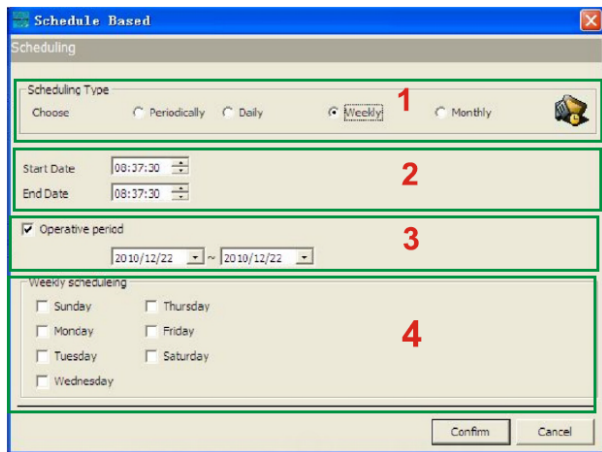 Schedule Based
Scheduling
Scheduling Type
Choose Periodically Daily Weekly Monthly
1
Start Date 08:37:30
End Date 08:37:30
2
Operative period
2010/12/22 ~ 2010/12/22
3
Weekly scheduleing
Sunday Thursday
Monday Friday
Tuesday Saturday
Wednesday
4
Confirm Cancel